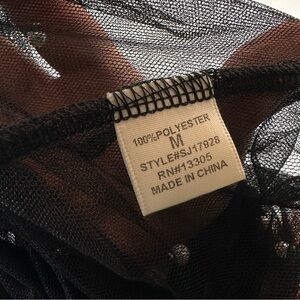 100%POLYESTER
M
STYLE#SJ17928
RN#13305
MADE IN CHINA